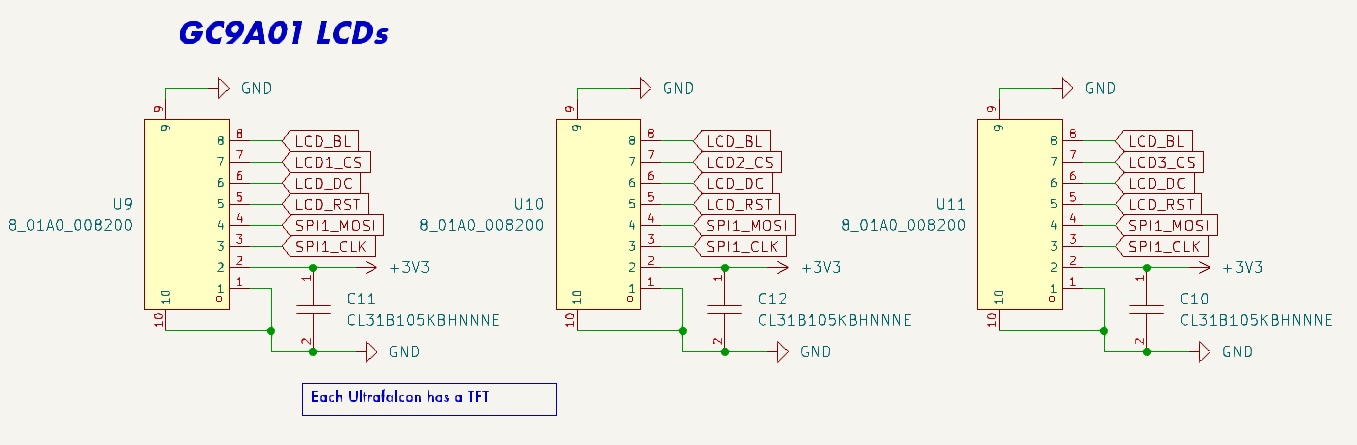 GC9A01 LCDs
GND
GND
GND
9
9
9
9
9
9
8
8
LCD_BL
8
8
LCD_BL
8
8
LCD_BL
7
7
LCD1_CS
7
7
LCD2_CS
7
7
LCD3_CS
6
6
LCD_DC
6
6
LCD_DC
6
6
LCD_DC
U9
5
5
LCD_RST
U10
5
5
LCD_RST
U11
5
5
LCD_RST
8_01A0_008200
4
4
SPI1_MOSI
8_01A0_008200
4
4
SPI1_MOSI
8_01A0_008200
4
4
SPI1_MOSI
3
3
SPI1_CLK
3
3
SPI1_CLK
3
3
SPI1_CLK
2
2
+3V3
2
2
+3V3
2
2
+3V3
1
1
1
1
1
1
1
1
1
10
C11
10
C12
10
C10
10
CL31B105KBHNNNE
10
CL31B105KBHNNNE
10
CL31B105KBHNNNE
2
GND
2
GND
2
GND
Each Ultrafalcon has a TFT